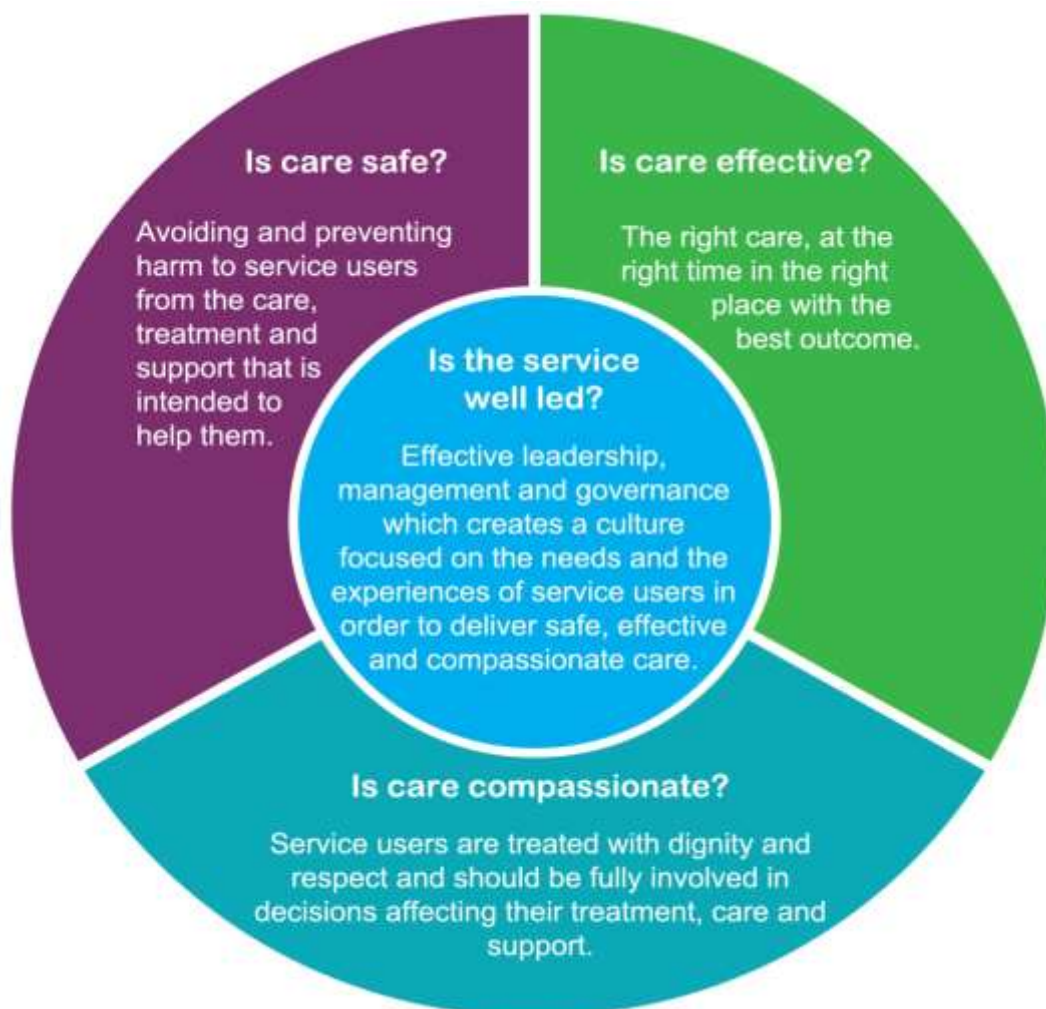 Is care safe?
Avoiding and preventing
harm to service users
from the care,
treatment and
support that is
intended to
help them.
Is care effective?
The right care, at the
right time in the right
place with the
best outcome.
Is the service
well led?
Effective leadership,
management and governance
which creates a culture
focused on the needs and the
experiences of service users in
order to deliver safe, effective
and compassionate care.
Is care compassionate?
Service users are treated with dignity and
respect and should be fully involved in
decisions affecting their treatment, care and
support.